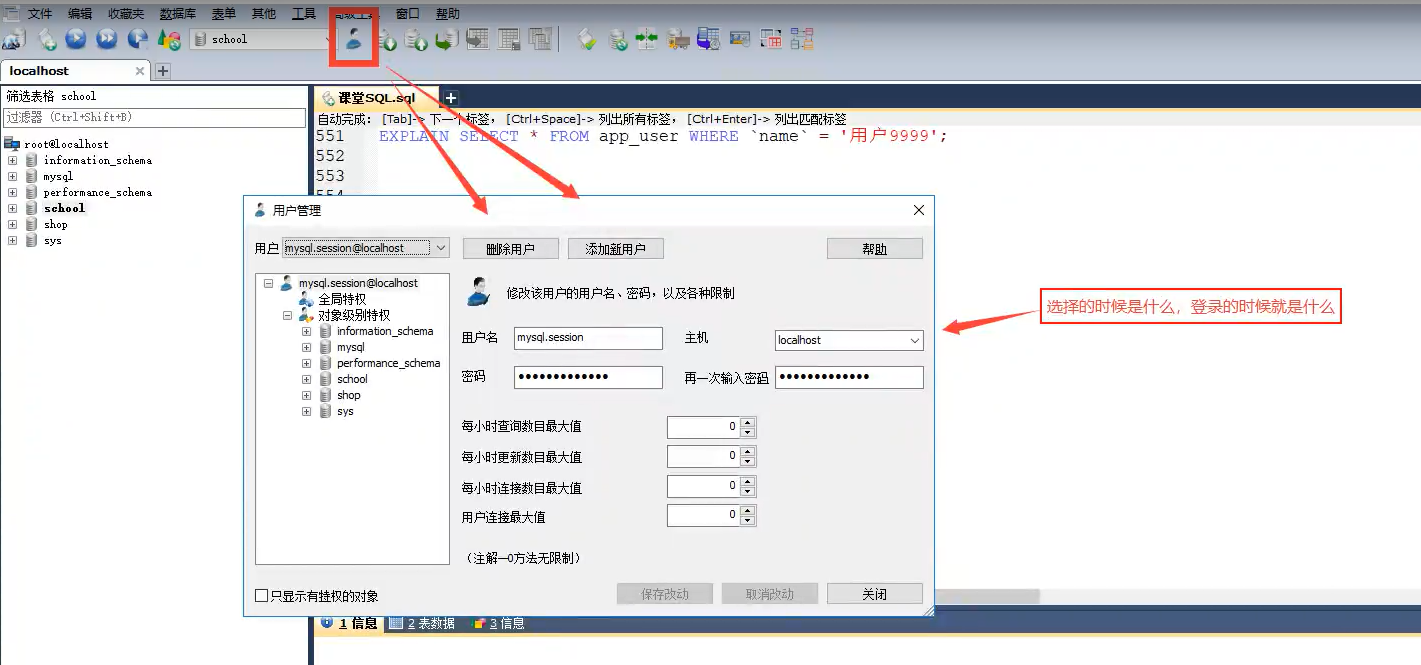 文件 编辑 收藏夹 数据库 表单 其他 工具 高级工具 窗口 帮助
school
localhost
筛选表格 school
过滤器 (Ctrl+Shift+B)
root@localhost
information_schema
mysql
performance_schema
school
shop
sys
课堂SQL.sql
自动完成: [Tab]-> 下一个标签, [Ctrl+Space]-> 列出所有标签, [Ctrl+Enter]-> 列出匹配标签
551 EXPLAIN SELECT * FROM app_user WHERE `name` = '用户9999';
552
553
554
用户管理
用户 mysql.session@localhost 删除用户 添加新用户 帮助
mysql.session@localhost
全局特权
对象级别特权
information_schema
mysql
performance_schema
school
shop
sys
修改该用户的用户名、密码，以及各种限制
用户名 mysql.session 主机 localhost
密码 ●●●●●●●●●●●●● 再一次输入密码 ●●●●●●●●●●●●●
每小时查询数目最大值 0
每小时更新数目最大值 0
每小时连接数目最大值 0
用户连接最大值 0
（注解—0方法无限制）
只显示有特权的对象 保存改动 取消改动 关闭
选择的时候是什么，登录的时候就是什么
1 信息 2 表数据 3 信息